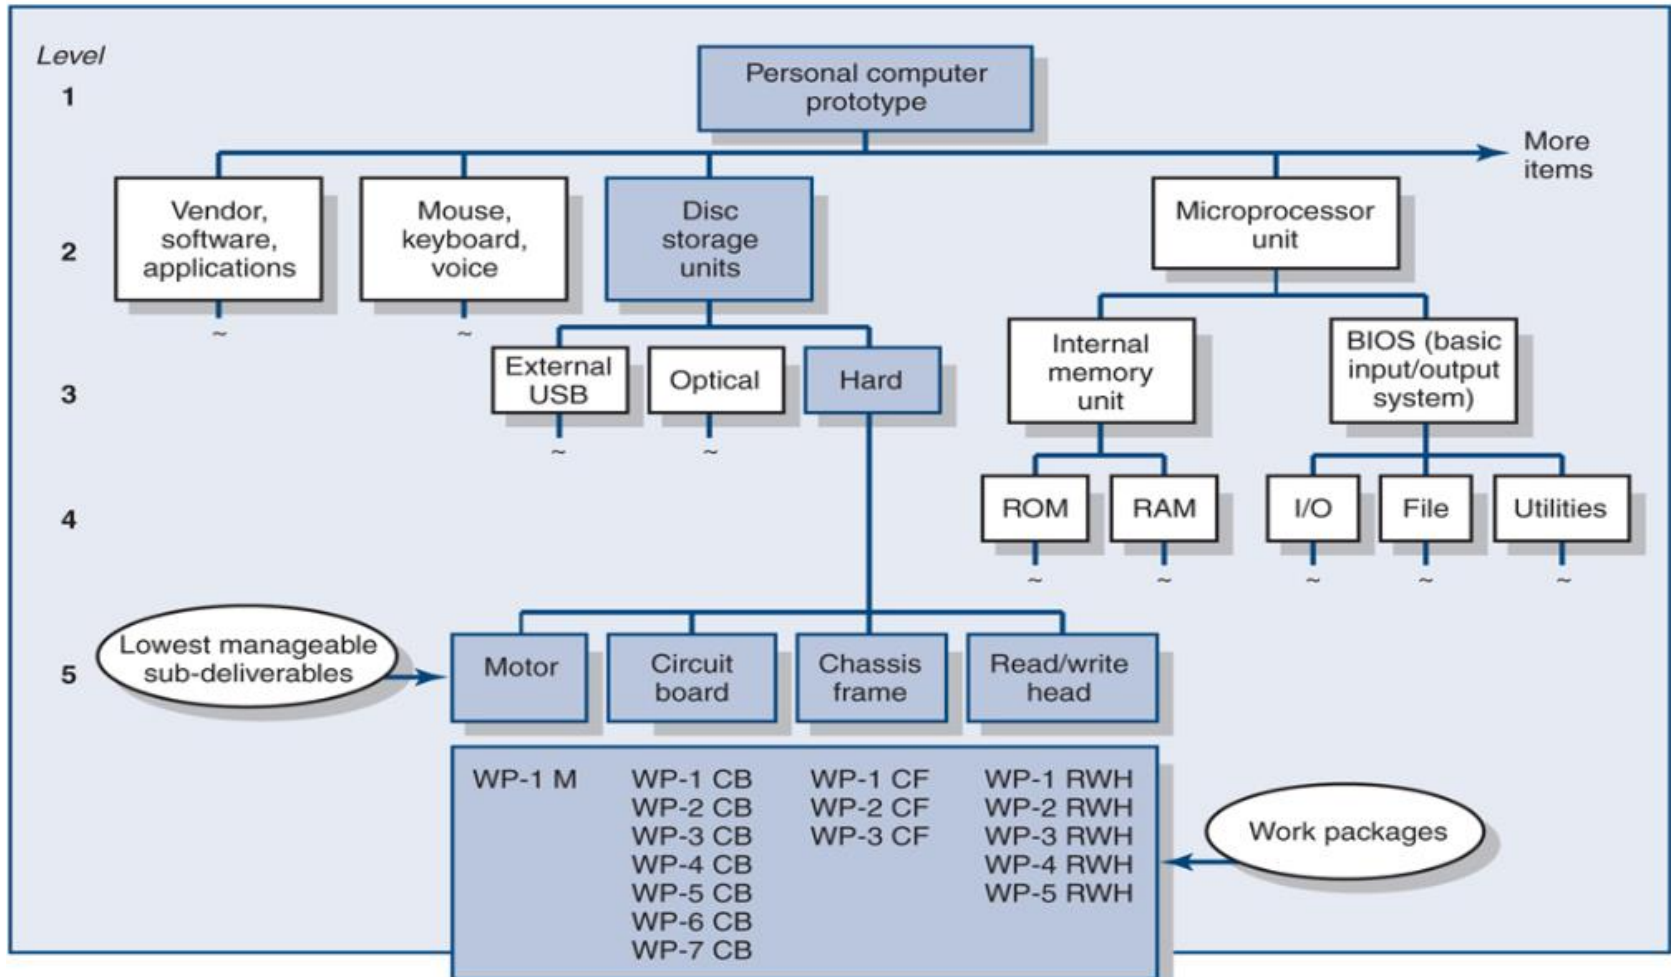 Level
1
Personal computer
prototype
More
items
2
Vendor,
software,
applications
Mouse,
keyboard,
voice
Disc
storage
units
Microprocessor
unit
3
External
USB
Optical
Hard
Internal
memory
unit
BIOS (basic
input/output
system)
4
ROM
RAM
I/O
File
Utilities
Lowest manageable
sub-deliverables
5
Motor
Circuit
board
Chassis
frame
Read/write
head
WP-1 M
WP-1 CB
WP-2 CB
WP-3 CB
WP-4 CB
WP-5 CB
WP-6 CB
WP-7 CB
WP-1 CF
WP-2 CF
WP-3 CF
WP-1 RWH
WP-2 RWH
WP-3 RWH
WP-4 RWH
WP-5 RWH
Work packages